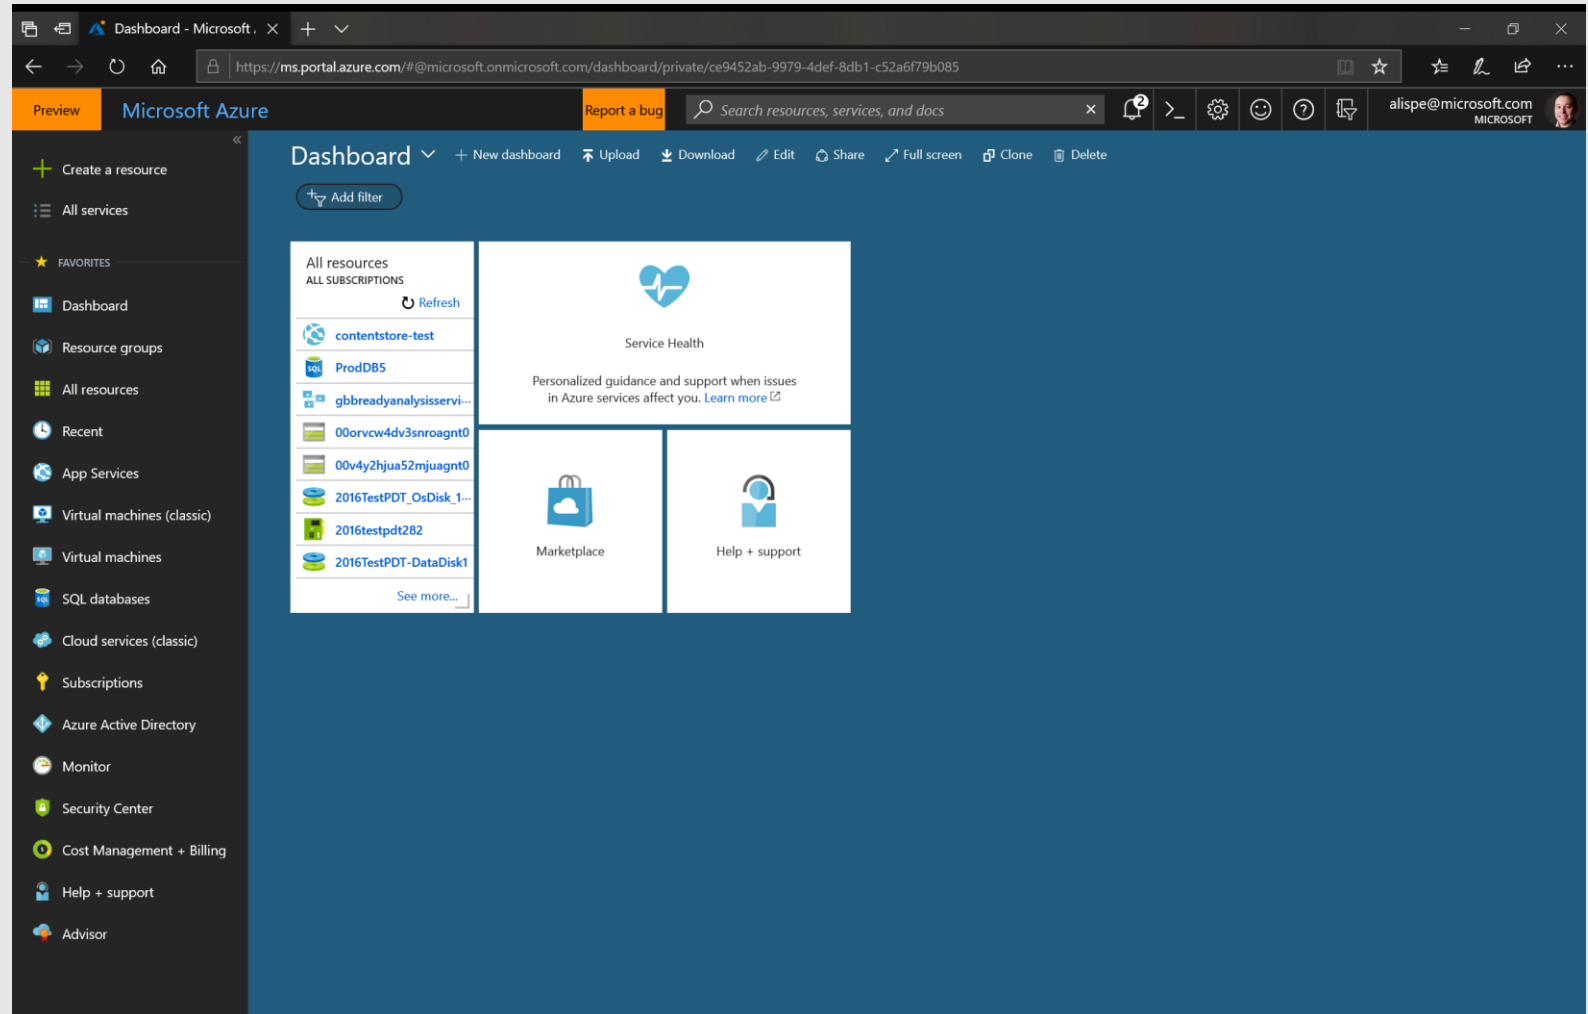 Dashboard - Microsoft .
https://ms.portal.azure.com/#@microsoft.onmicrosoft.com/dashboard/private/ce9452ab-9979-4def-8db1-c52a6f79b085
Preview
Microsoft Azure
Report a bug
Search resources, services, and docs
2
alispe@microsoft.com
MICROSOFT
Create a resource
All services
FAVORITES
Dashboard
Resource groups
All resources
Recent
App Services
Virtual machines (classic)
Virtual machines
SQL databases
Cloud services (classic)
Subscriptions
Azure Active Directory
Monitor
Security Center
Cost Management + Billing
Help + support
Advisor
Dashboard
New dashboard
Upload
Download
Edit
Share
Full screen
Clone
Delete
Add filter
All resources
ALL SUBSCRIPTIONS
Refresh
contentstore-test
SQL
ProdDB5
gbbreadyanalysisservi...
00orvcw4dv3snroagnt0
00v4y2hjua52mjuagnt0
2016TestPDT_OsDisk_1...
2016testpdt282
2016TestPDT-DataDisk1
See more...
Service Health
Personalized guidance and support when issues
in Azure services affect you. Learn more
Marketplace
Help + support